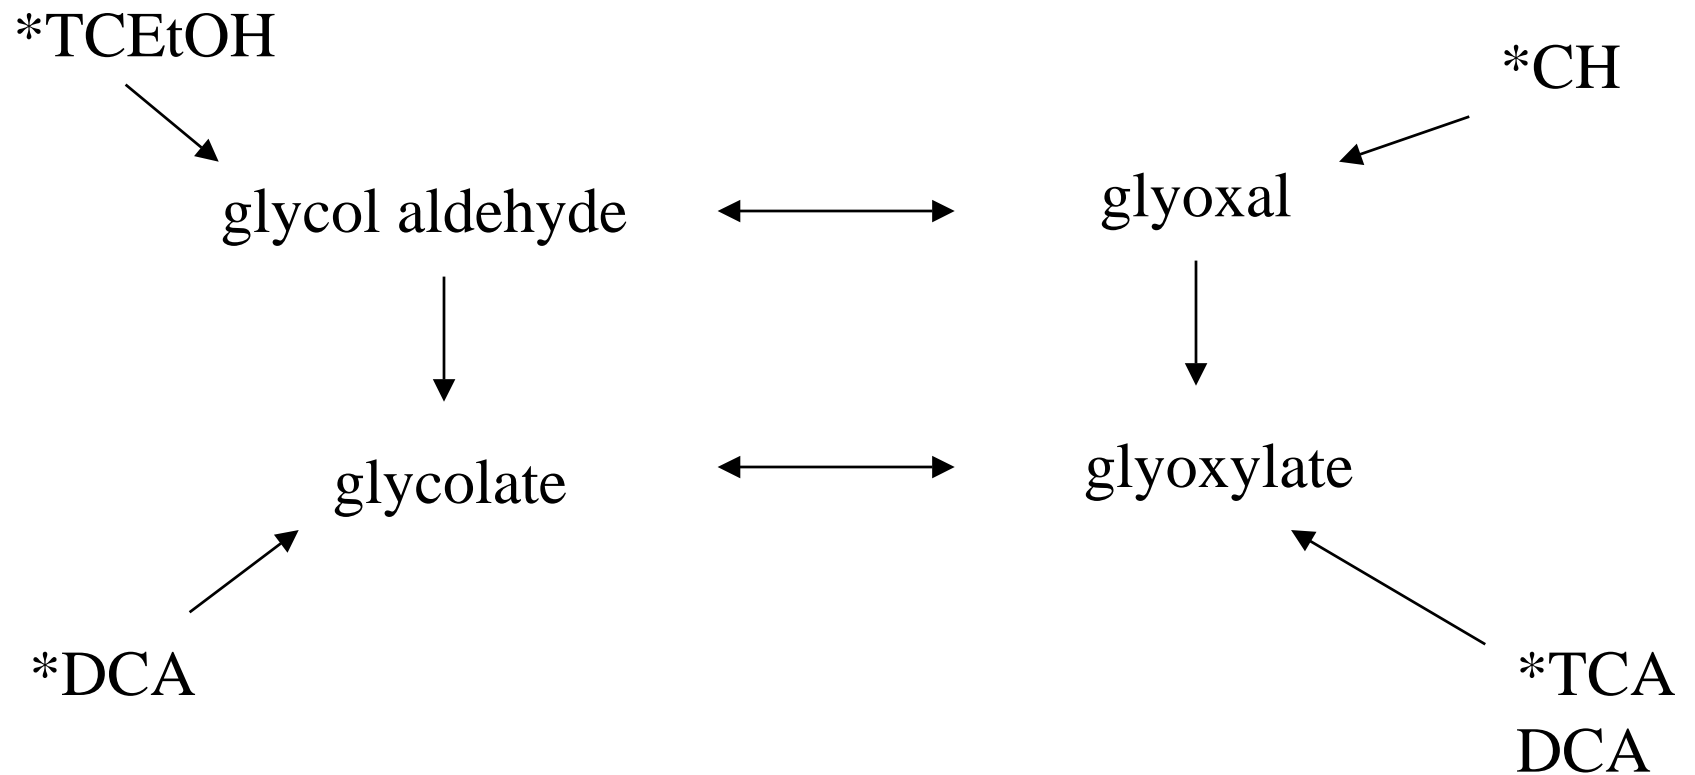 *TCEtOH
*CH
glycol aldehyde
glyoxal
glycolate
glyoxylate
*DCA
*TCA
DCA